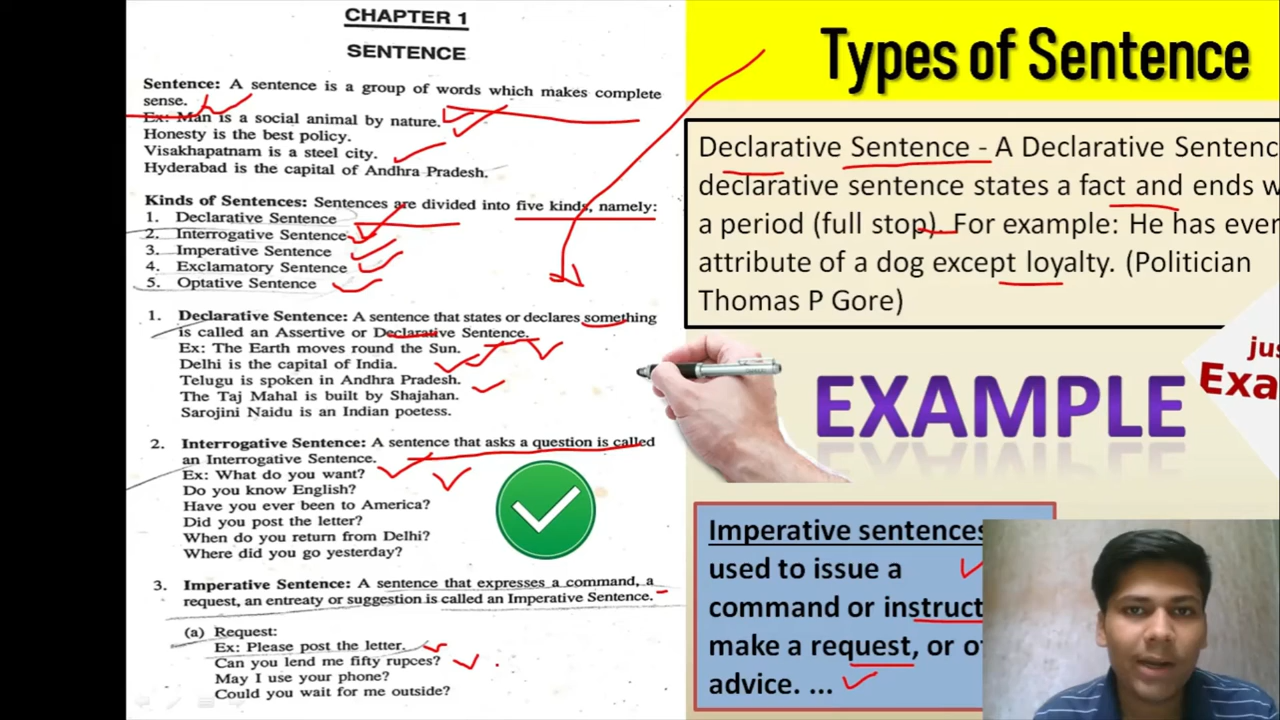 CHAPTER 1
SENTENCE
Sentence: A sentence is a group of words which makes complete
sense.
Ex: Man is a social animal by nature.
Honesty is the best policy.
Visakhapatnam is a steel city.
Hyderabad is the capital of Andhra Pradesh.
Kinds of Sentences: Sentences are divided into five kinds, namely:
1. Declarative Sentence
2. Interrogative Sentence
3. Imperative Sentence
4. Exclamatory Sentence
5. Optative Sentence
1. Declarative Sentence: A sentence that states or declares something
is called an Assertive or Declarative Sentence.
Ex: The Earth moves round the Sun.
Delhi is the capital of India.
Telugu is spoken in Andhra Pradesh.
The Taj Mahal is built by Shajahan.
Sarojini Naidu is an Indian poetess.
2. Interrogative Sentence: A sentence that asks a question is called
an Interrogative Sentence.
Ex: What do you want?
Do you know English?
Have you ever been to America?
Did you post the letter?
When do you return from Delhi?
Where did you go yesterday?
3. Imperative Sentence: A sentence that expresses a command, a
request, an entreaty or suggestion is called an Imperative Sentence.
(a) Request:
Ex: Please post the letter.
Can you lend me fifty rupces?
May I use your phone?
Could you wait for me outside?
Types of Sentence
Declarative Sentence - A Declarative Sentenc
declarative sentence states a fact and ends w
a period (full stop). For example: He has ever
attribute of a dog except loyalty. (Politician
Thomas P Gore)
jus
Exa
EXAMPLE
Imperative sentences
used to issue a
command or instruct
make a request, or of
advice. ...